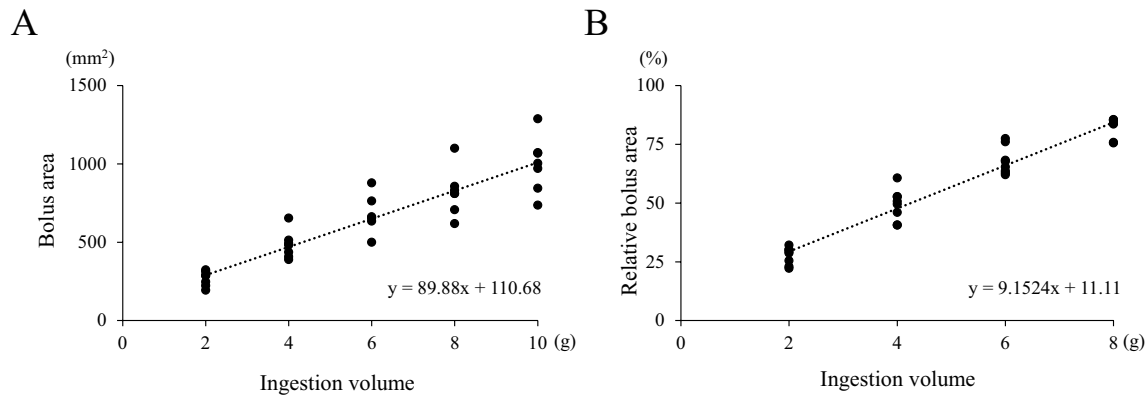 A
(mm²)
1500
1000
500
0
Bolus area
y = 89.88x + 110.68
0 2 4 6 8 10 (g)
Ingestion volume
B
(%)
100
75
50
25
0
Relative bolus area
y = 9.1524x + 11.11
0 2 4 6 8 (g)
Ingestion volume